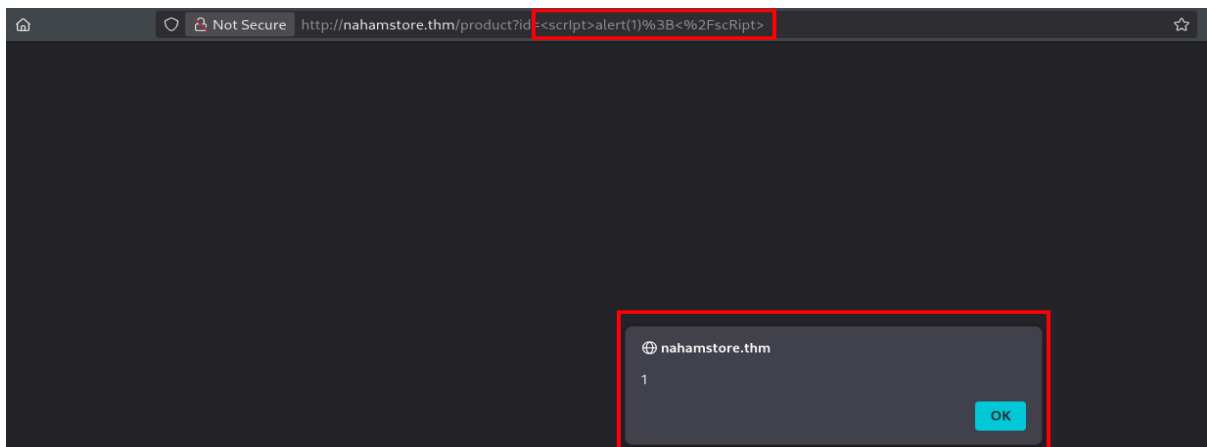 Not Secure http://nahamstore.thm/product?id=<scrIpt>alert(1)%3B<%2FscRipt>
nahamstore.thm
1
OK